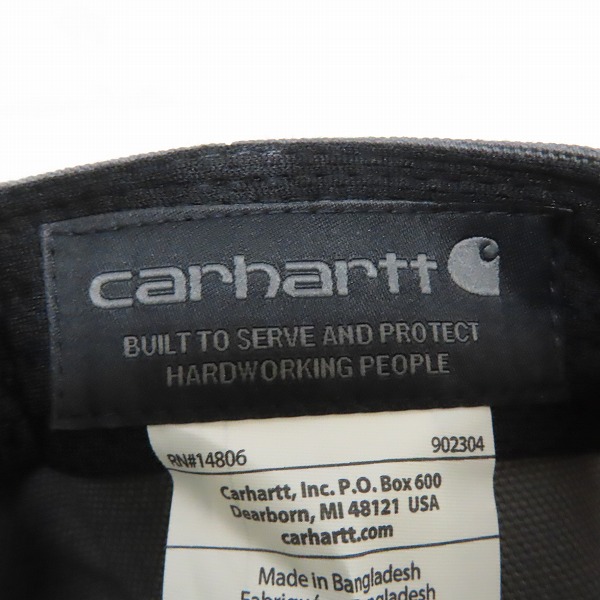 carhartt
BUILT TO SERVE AND PROTECT
HARDWORKING PEOPLE
RN#14806 902304
Carhartt, Inc. P.O. Box 600
Dearborn, MI 48121 USA
carhartt.com
Made in Bangladesh